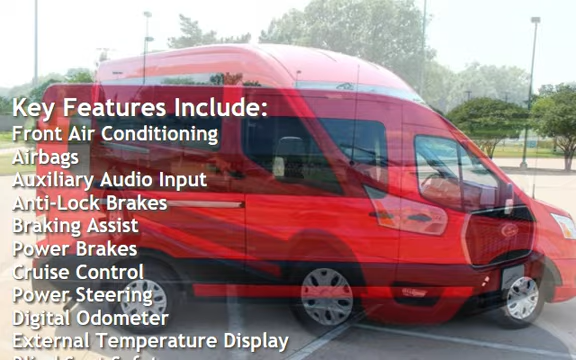 Key Features Include:
Front Air Conditioning
Airbags
Auxiliary Audio Input
Anti-Lock Brakes
Braking Assist
Power Brakes
Cruise Control
Power Steering
Digital Odometer
External Temperature Display